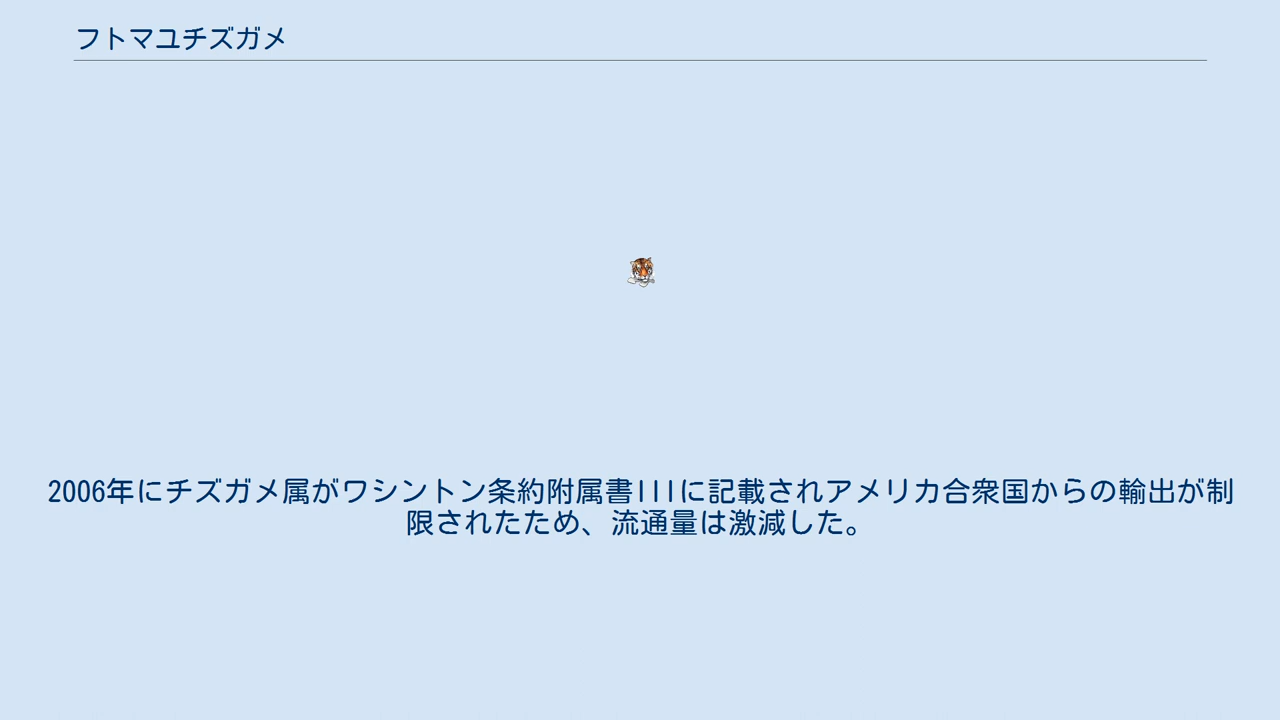 フトマユチズガメ
2006年にチズガメ属がワシントン条約附属書IIIに記載されアメリカ合衆国からの輸出が制
限されたため、流通量は激減した。